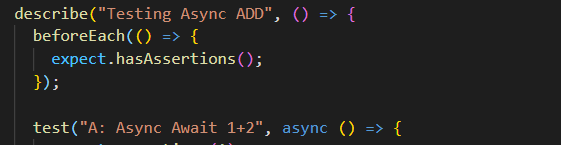 describe("Testing Async ADD", () => {
beforeEach(() => {
expect.hasAssertions();
});
test("A: Async Await 1+2", async () => {